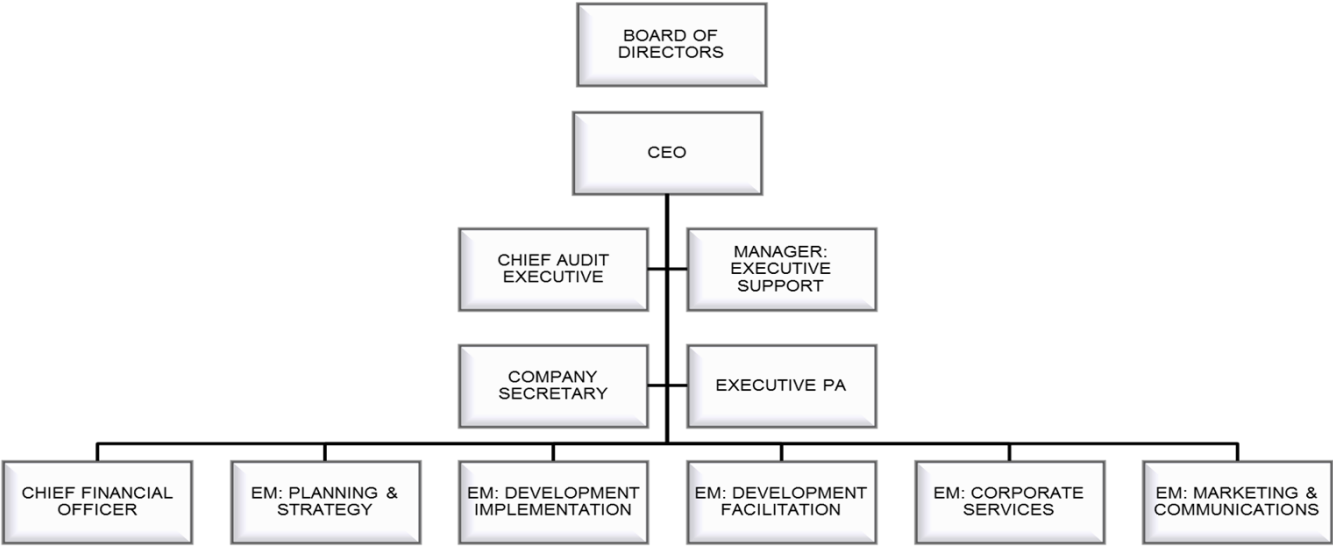 BOARD OF
DIRECTORS
CEO
CHIEF AUDIT
EXECUTIVE
MANAGER:
EXECUTIVE
SUPPORT
COMPANY
SECRETARY
EXECUTIVE PA
CHIEF FINANCIAL
OFFICER
EM: PLANNING &
STRATEGY
EM: DEVELOPMENT
IMPLEMENTATION
EM: DEVELOPMENT
FACILITATION
EM: CORPORATE
SERVICES
EM: MARKETING &
COMMUNICATIONS